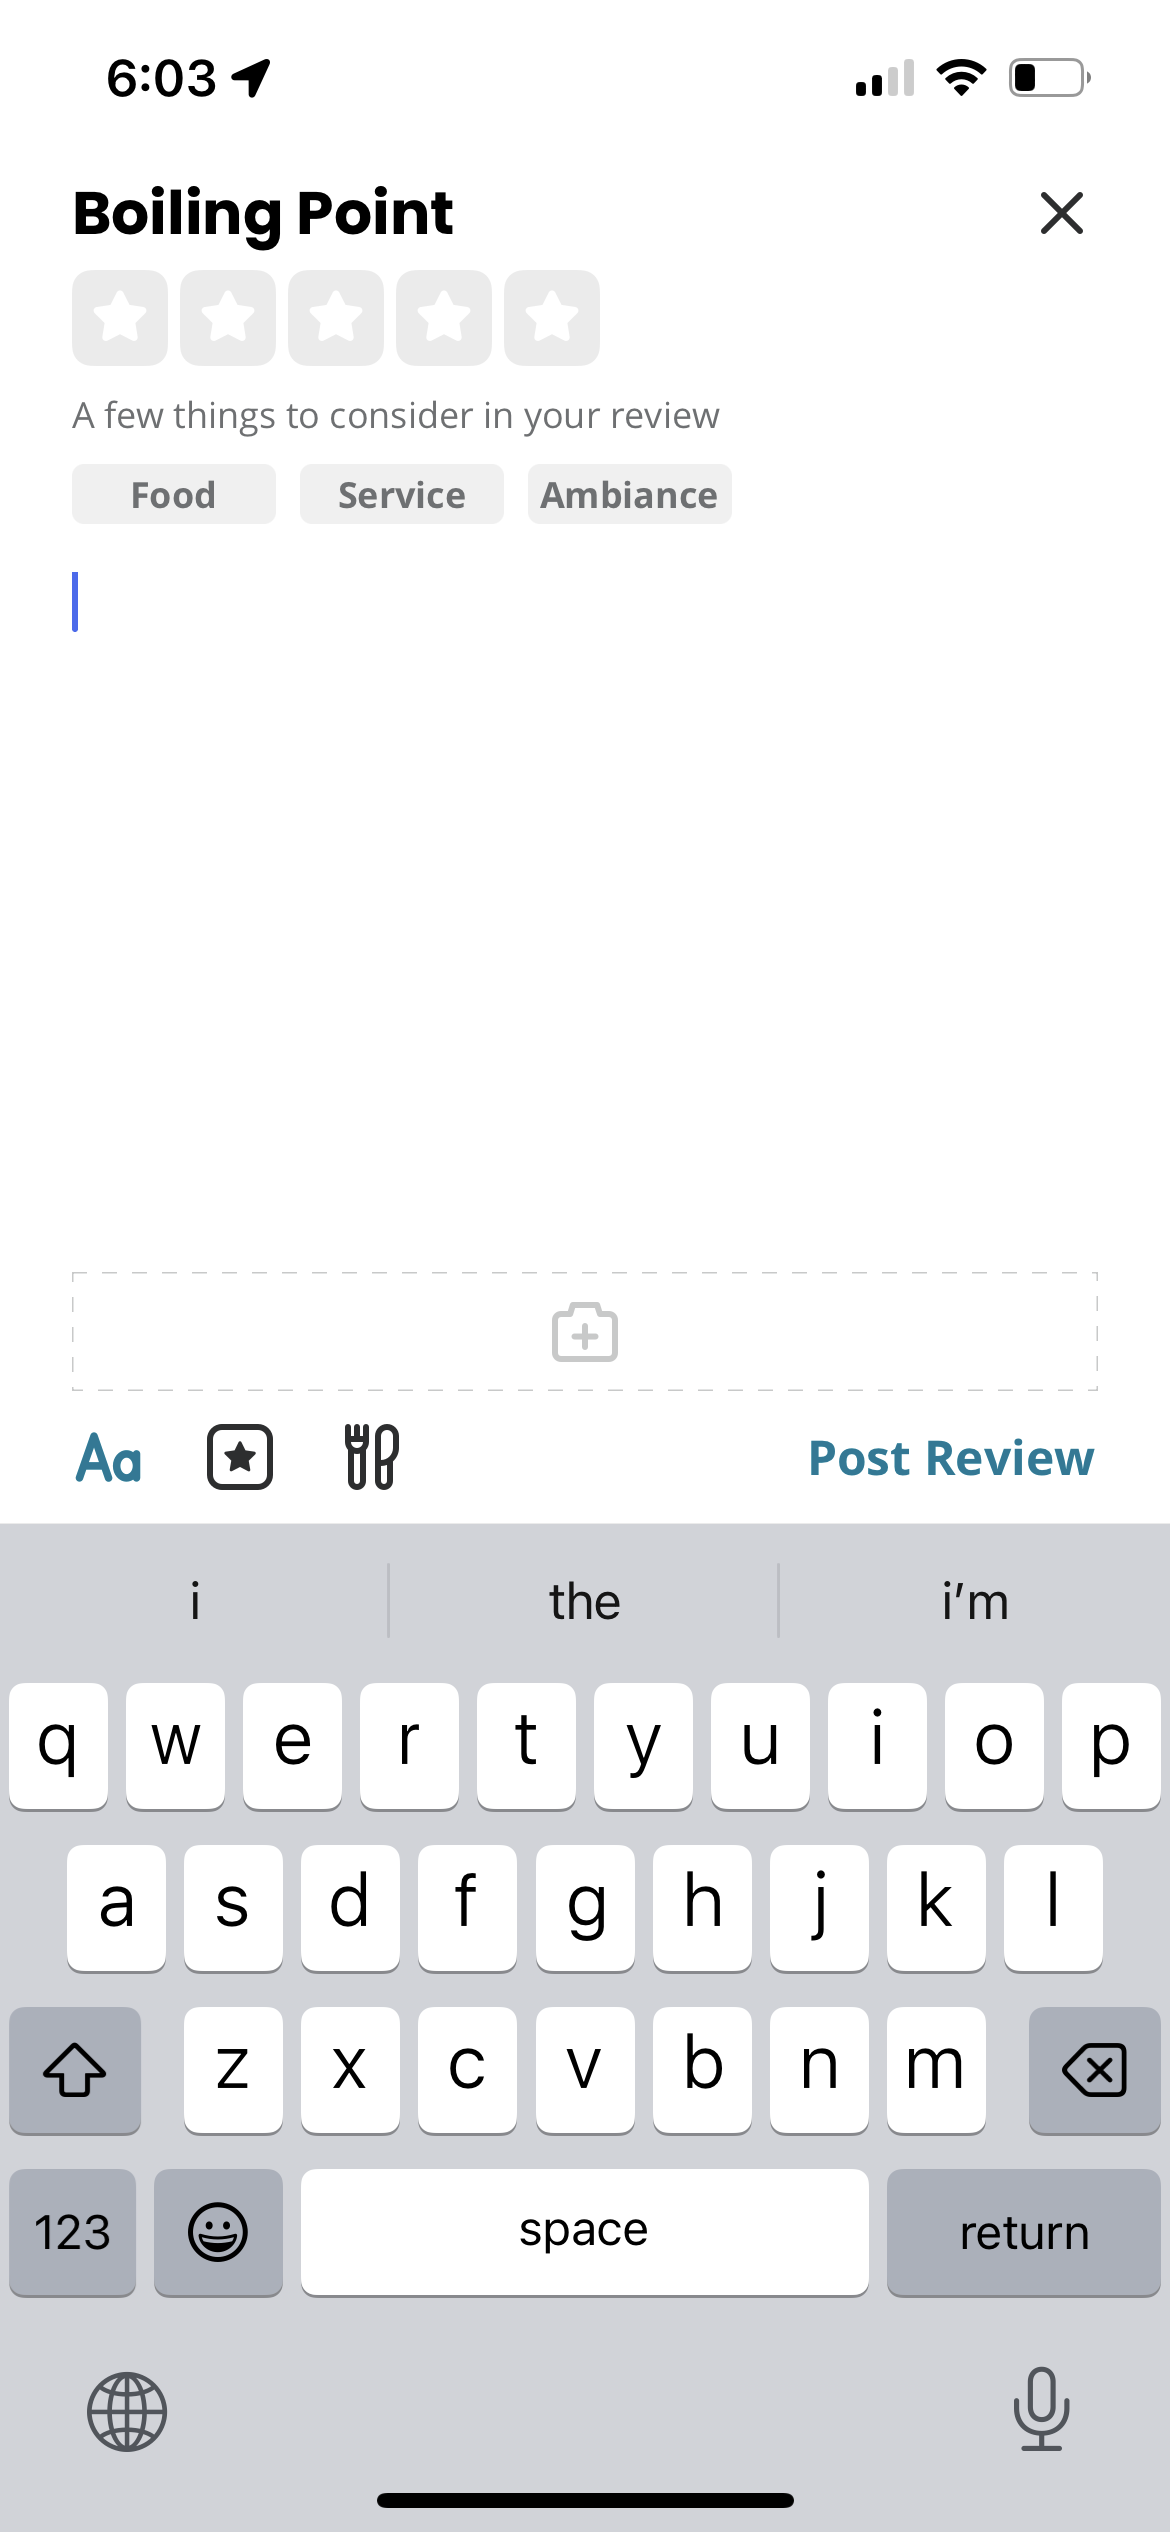 6:03
Boiling Point
A few things to consider in your review
Food Service Ambiance
Aa Post Review
i the i'm
q w e r t y u i o p
a s d f g h j k l
z x c v b n m
123 space return